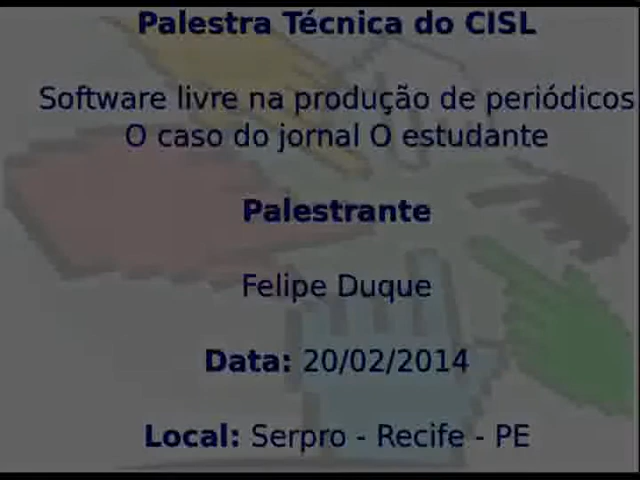 Palestra Técnica do CISL
Software livre na produção de periódicos
O caso do jornal O estudante
Palestrante
Felipe Duque
Data: 20/02/2014
Local: Serpro - Recife - PE